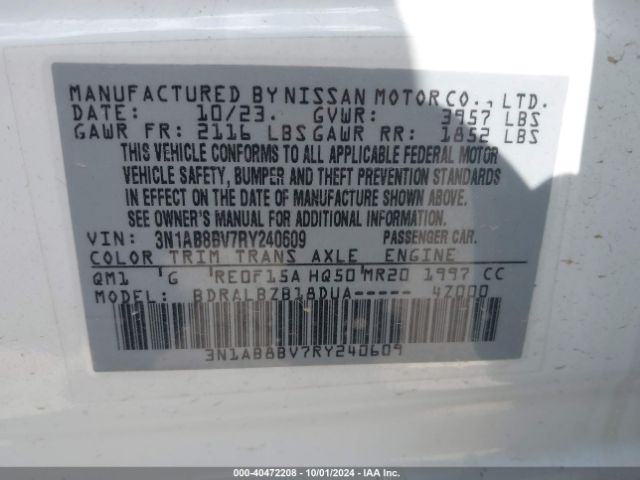 MANUFACTURED BY NISSAN MOTOR CO., LTD.
DATE: 10/23. GVWR: 3957 LBS
GAWR FR: 2116 LBS GAWR RR: 1852 LBS
THIS VEHICLE CONFORMS TO ALL APPLICABLE FEDERAL MOTOR
VEHICLE SAFETY, BUMPER AND THEFT PREVENTION STANDARDS
IN EFFECT ON THE DATE OF MANUFACTURE SHOWN ABOVE.
SEE OWNER'S MANUAL FOR ADDITIONAL INFORMATION.
VIN: 3N1AB8BV7RY240609 PASSENGER CAR.
COLOR TRIM TRANS AXLE ENGINE
QM1 G RE0F15A HQ50 MR20 1997 CC
MODEL: BDRALBZB18DUA----- 4Z000
3N1AB8BV7RY240609
000-40472208 - 10/01/2024 - IAA Inc.